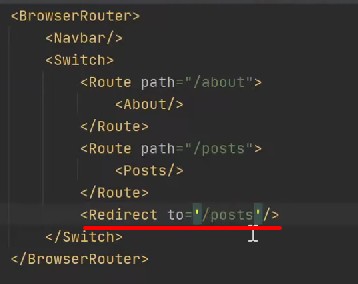 <BrowserRouter>
<Navbar/>
<Switch>
<Route path="/about">
<About/>
</Route>
<Route path="/posts">
<Posts/>
</Route>
<Redirect to='/posts'/>
</Switch>
</BrowserRouter>